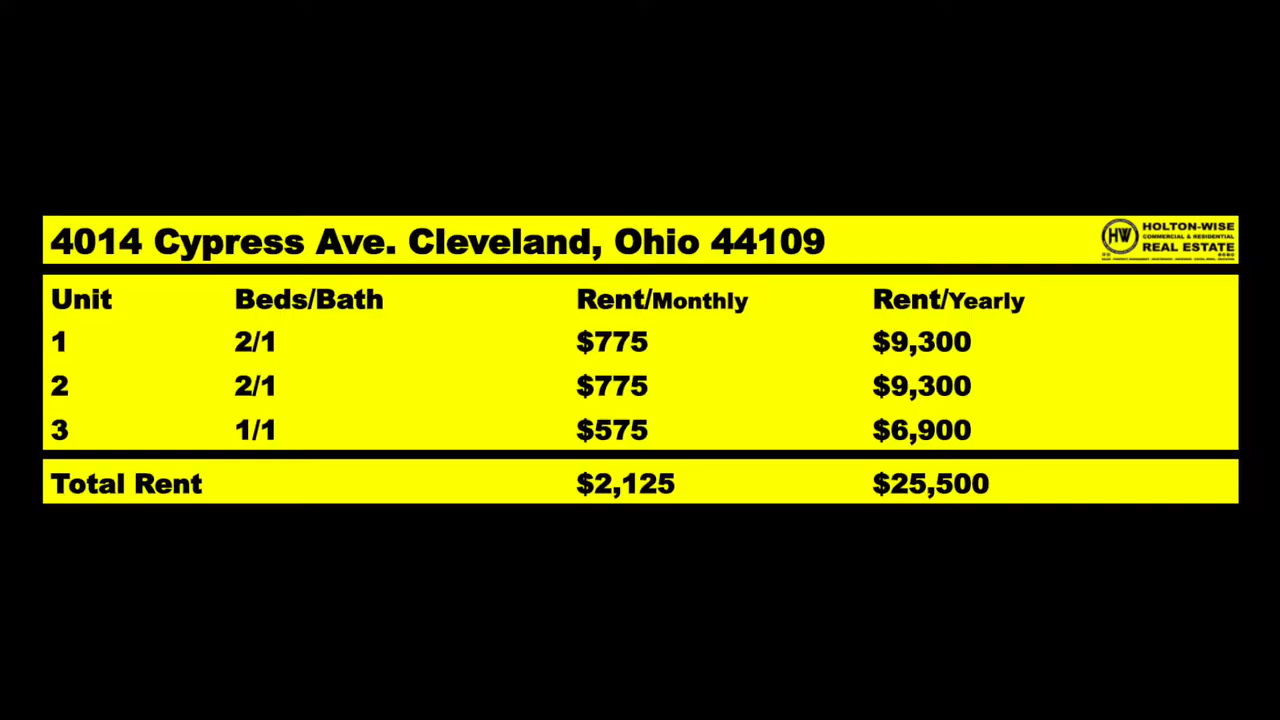 4014 Cypress Ave. Cleveland, Ohio 44109
HW
HOLTON-WISE
COMMERCIAL & RESIDENTIAL
REAL ESTATE
Unit Beds/Bath Rent/Monthly Rent/Yearly
1 2/1 $775 $9,300
2 2/1 $775 $9,300
3 1/1 $575 $6,900
Total Rent $2,125 $25,500